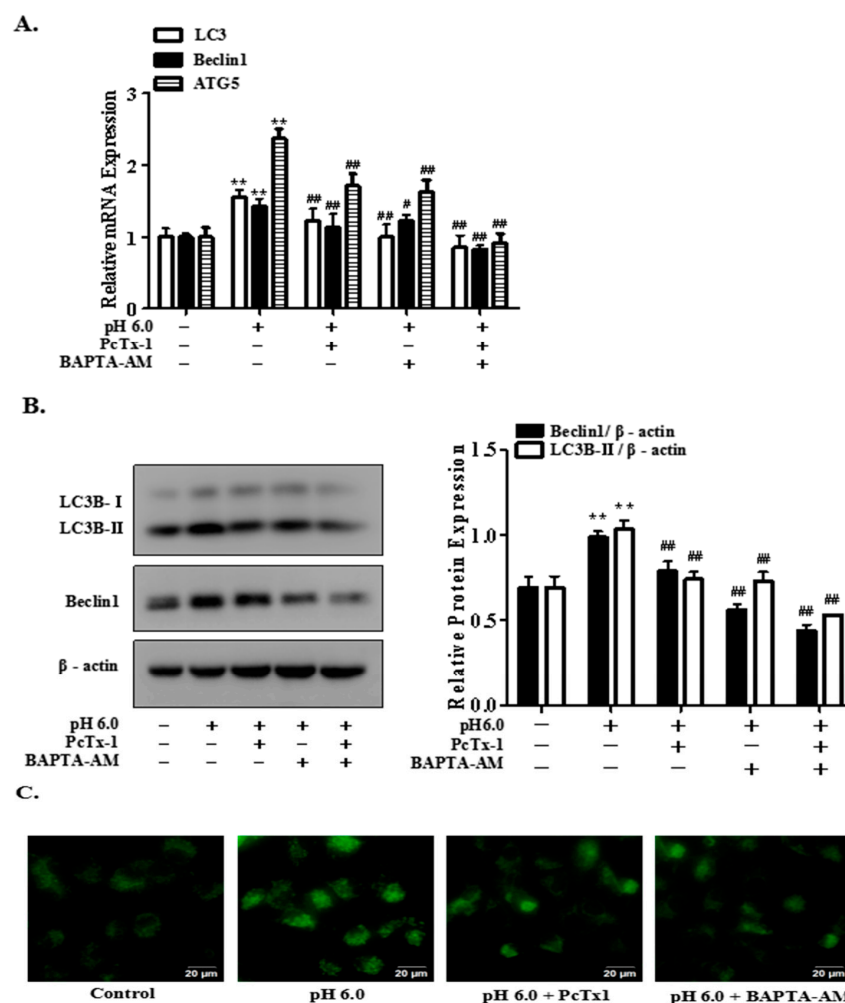 A.
LC3
Beclin1
ATG5
Relative mRNA Expression
3
2
1
0
** ** **
## ## ##
## # ##
## ## ##
pH 6.0 – + + + +
PcTx-1 – – + – +
BAPTA-AM – – – + +
B.
LC3B- I
LC3B-II
Beclin1
β - actin
pH 6.0 – + + + +
PcTx-1 – – + – +
BAPTA-AM – – – + +
Beclin1/ β - actin
LC3B-II / β - actin
Relative Protein Expression
1.5
1.0
0.5
0.0
** **
## ##
## ##
## ##
pH6.0 – + + + +
PcTx-1 – – + – +
BAPTA-AM – – – + +
C.
20 μm
20 μm
20 μm
20 μm
Control
pH 6.0
pH 6.0 + PcTx1
pH 6.0 + BAPTA-AM